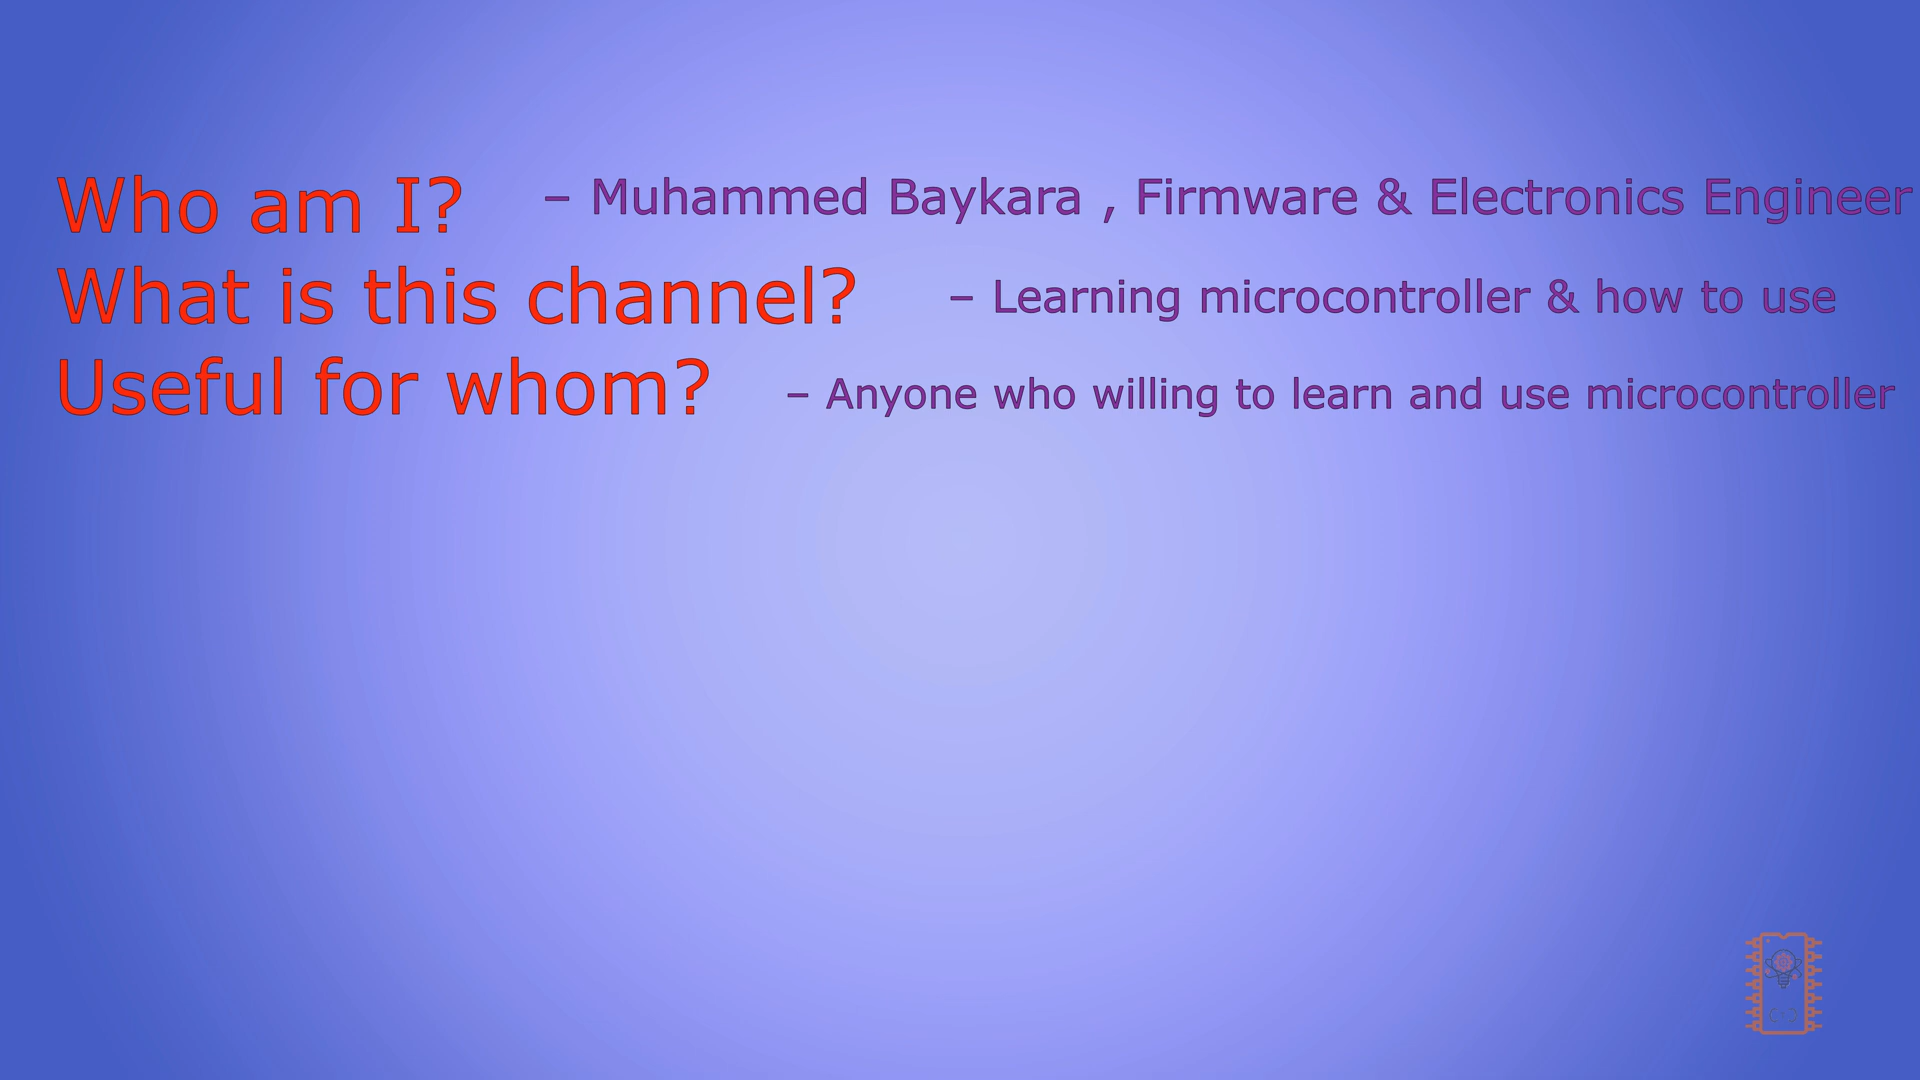 Who am I? – Muhammed Baykara , Firmware & Electronics Engineer
What is this channel? – Learning microcontroller & how to use
Useful for whom? – Anyone who willing to learn and use microcontroller